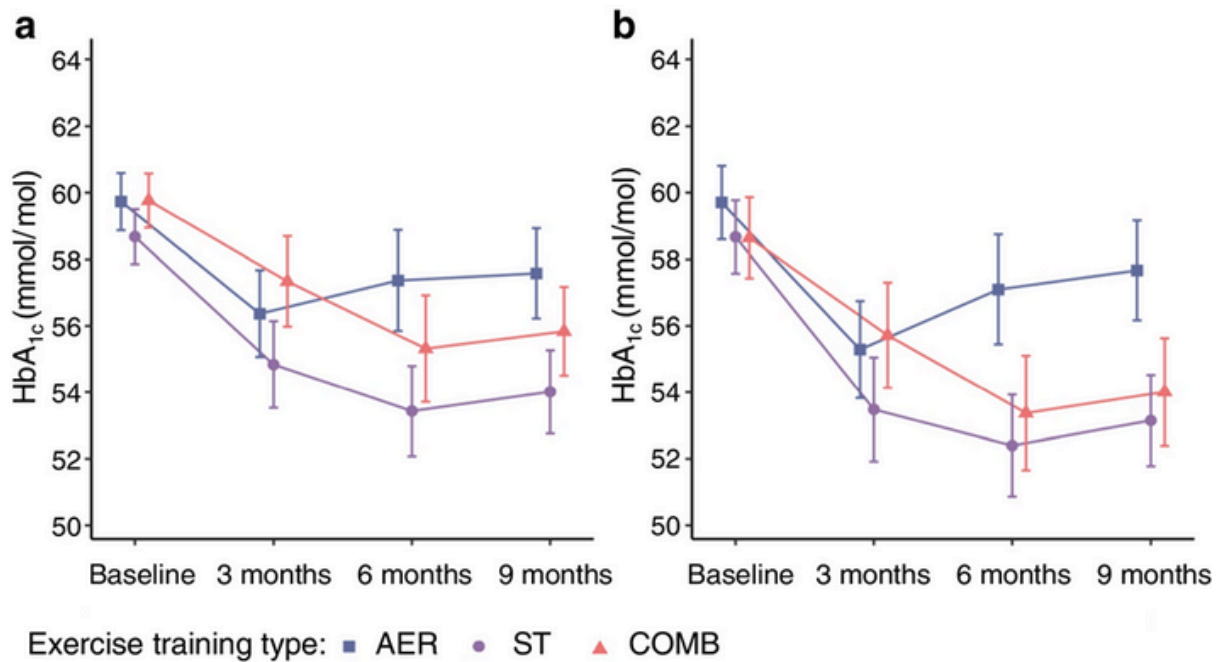 a
HbA1c (mmol/mol)
64
62
60
58
56
54
52
50
Baseline 3 months 6 months 9 months
b
HbA1c (mmol/mol)
64
62
60
58
56
54
52
50
Baseline 3 months 6 months 9 months
Exercise training type: AER ST COMB